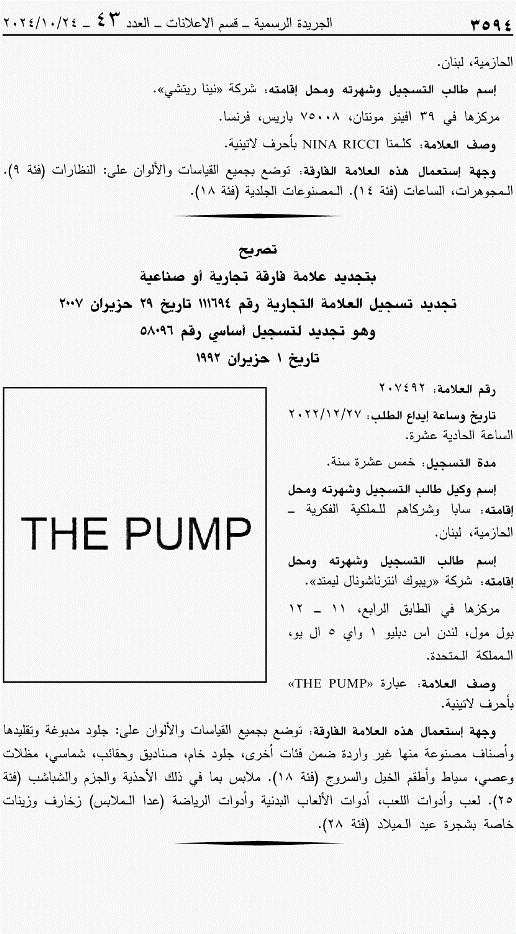 ٣٥٩٤
الجريدة الرسمية ـ قسم الاعلانات ـ العدد ٤٣ ـ ٢٠٢٤/١٠/٢٤
الحازمية، لبنان.
إسم طالب التسجيل وشهرته ومحل إقامته: شركة «نينا ريتشي».
مركزها في ٣٩ افينو مونتان، ٧٥٠٠٨ باريس، فرنسا.
وصف العلامة: كلـمتا NINA RICCI بأحرف لاتينية.
وجهة إستعمال هذه العلامة الفارقة: توضع بجميع القياسات والألوان على: النظارات (فئة ٩).
الـمجوهرات، الساعات (فئة ١٤). الـمصنوعات الجلدية (فئة ١٨).
تصريح
بتجديد علامة فارقة تجارية أو صناعية
تجديد تسجيل العلامة التجارية رقم ١١١٦٩٤ تاريخ ٢٩ حزيران ٢٠٠٧
وهو تجديد لتسجيل أساسي رقم ٥٨٠٩٦
تاريخ ١ حزيران ١٩٩٢
رقم العلامة: ٢٠٧٤٩٢
تاريخ وساعة إيداع الطلب: ٢٠٢٢/١٢/٢٧
الساعة الحادية عشرة.
مدة التسجيل: خمس عشرة سنة.
إسم وكيل طالب التسجيل وشهرته ومحل
إقامته: سابا وشركاهم للـملكية الفكرية ـ
الحازمية، لبنان.
إسم طالب التسجيل وشهرته ومحل
إقامته: شركة «ريبوك انترناشونال ليمتد».
مركزها في الطابق الرابع، ١١ ـ ١٢
بول مول، لندن اس دبليو ١ واي ٥ ال يو،
الـمملكة الـمتحدة.
وصف العلامة: عبارة «THE PUMP»
بأحرف لاتينية.
THE PUMP
وجهة إستعمال هذه العلامة الفارقة: توضع بجميع القياسات والألوان على: جلود مدبوغة وتقليدها
وأصناف مصنوعة منها غير واردة ضمن فئات أخرى، جلود خام، صناديق وحقائب، شماسي، مظلات
وعصي، سياط وأطقم الخيل والسروج (فئة ١٨). ملابس بما في ذلك الأحذية والجزم والشباشب (فئة
٢٥). لعب وأدوات اللعب، أدوات الألعاب البدنية وأدوات الرياضة (عدا الـملابس) زخارف وزينات
خاصة بشجرة عيد الـميلاد (فئة ٢٨).